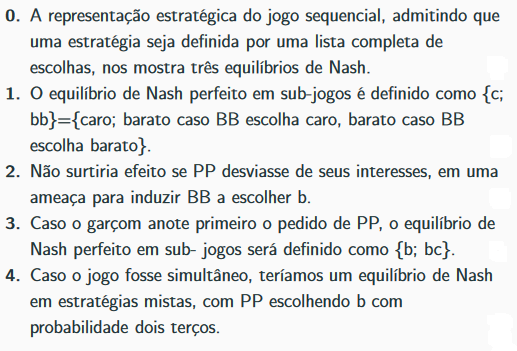 0. A representação estratégica do jogo sequencial, admitindo que
uma estratégia seja definida por uma lista completa de
escolhas, nos mostra três equilíbrios de Nash.
1. O equilíbrio de Nash perfeito em sub-jogos é definido como {c;
bb}={caro; barato caso BB escolha caro, barato caso BB
escolha barato}.
2. Não surtiria efeito se PP desviasse de seus interesses, em uma
ameaça para induzir BB a escolher b.
3. Caso o garçom anote primeiro o pedido de PP, o equilíbrio de
Nash perfeito em sub- jogos será definido como {b; bc}.
4. Caso o jogo fosse simultâneo, teríamos um equilíbrio de Nash
em estratégias mistas, com PP escolhendo b com
probabilidade dois terços.